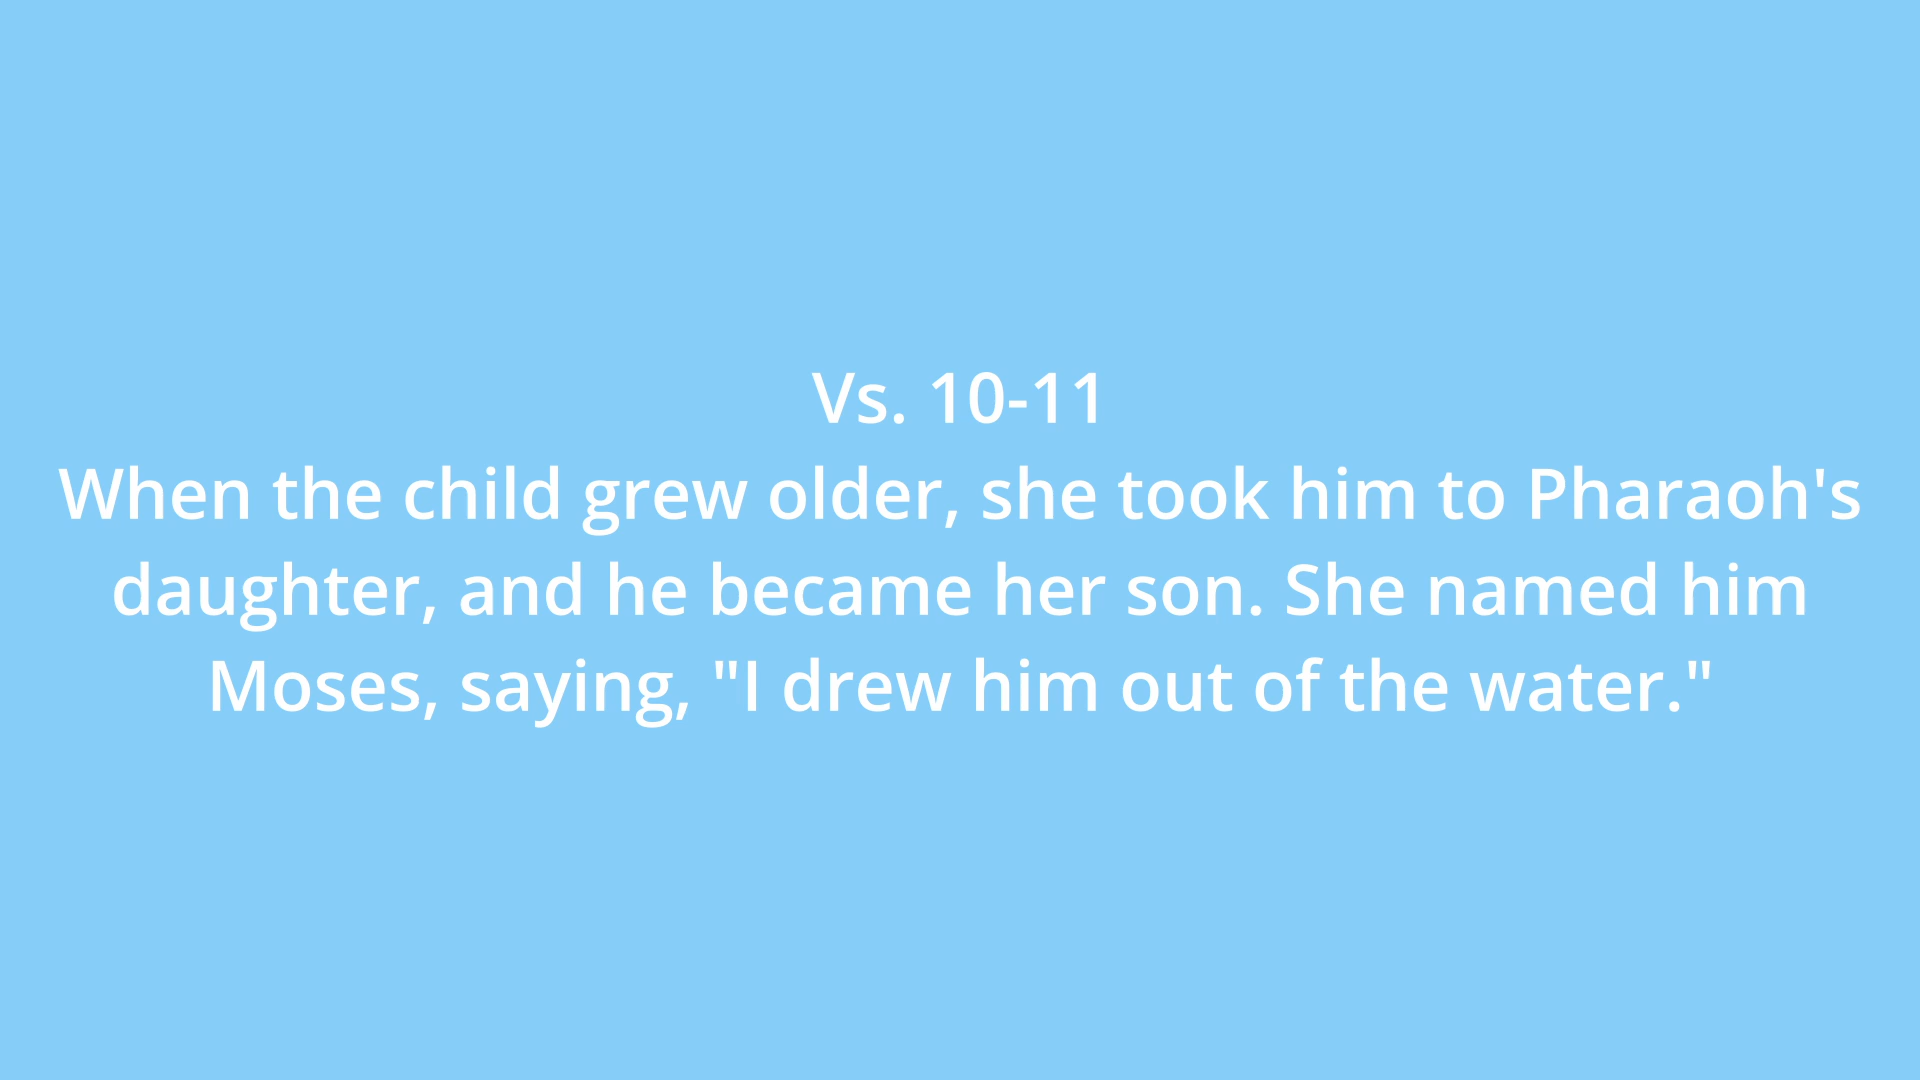 Vs. 10-11
When the child grew older, she took him to Pharaoh's
daughter, and he became her son. She named him
Moses, saying, "I drew him out of the water."